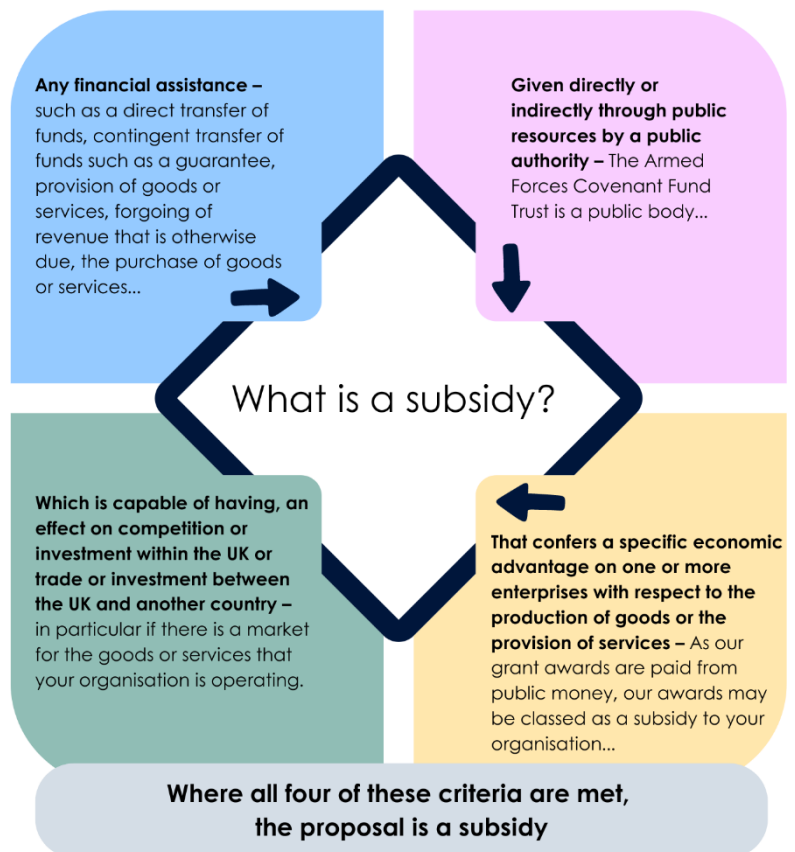 Any financial assistance –
such as a direct transfer of
funds, contingent transfer of
funds such as a guarantee,
provision of goods or
services, forgoing of
revenue that is otherwise
due, the purchase of goods
or services...
Given directly or
indirectly through public
resources by a public
authority – The Armed
Forces Covenant Fund
Trust is a public body...
What is a subsidy?
Which is capable of having, an
effect on competition or
investment within the UK or
trade or investment between
the UK and another country –
in particular if there is a market
for the goods or services that
your organisation is operating.
That confers a specific economic
advantage on one or more
enterprises with respect to the
production of goods or the
provision of services – As our
grant awards are paid from
public money, our awards may
be classed as a subsidy to your
organisation...
Where all four of these criteria are met,
the proposal is a subsidy